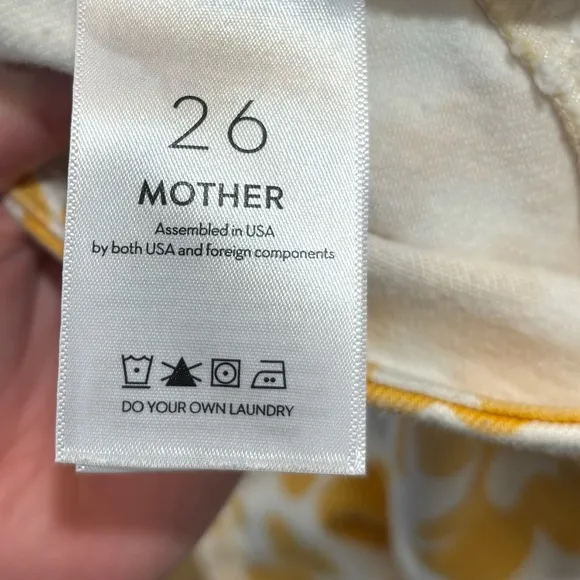 26
MOTHER
Assembled in USA
by both USA and foreign components
DO YOUR OWN LAUNDRY